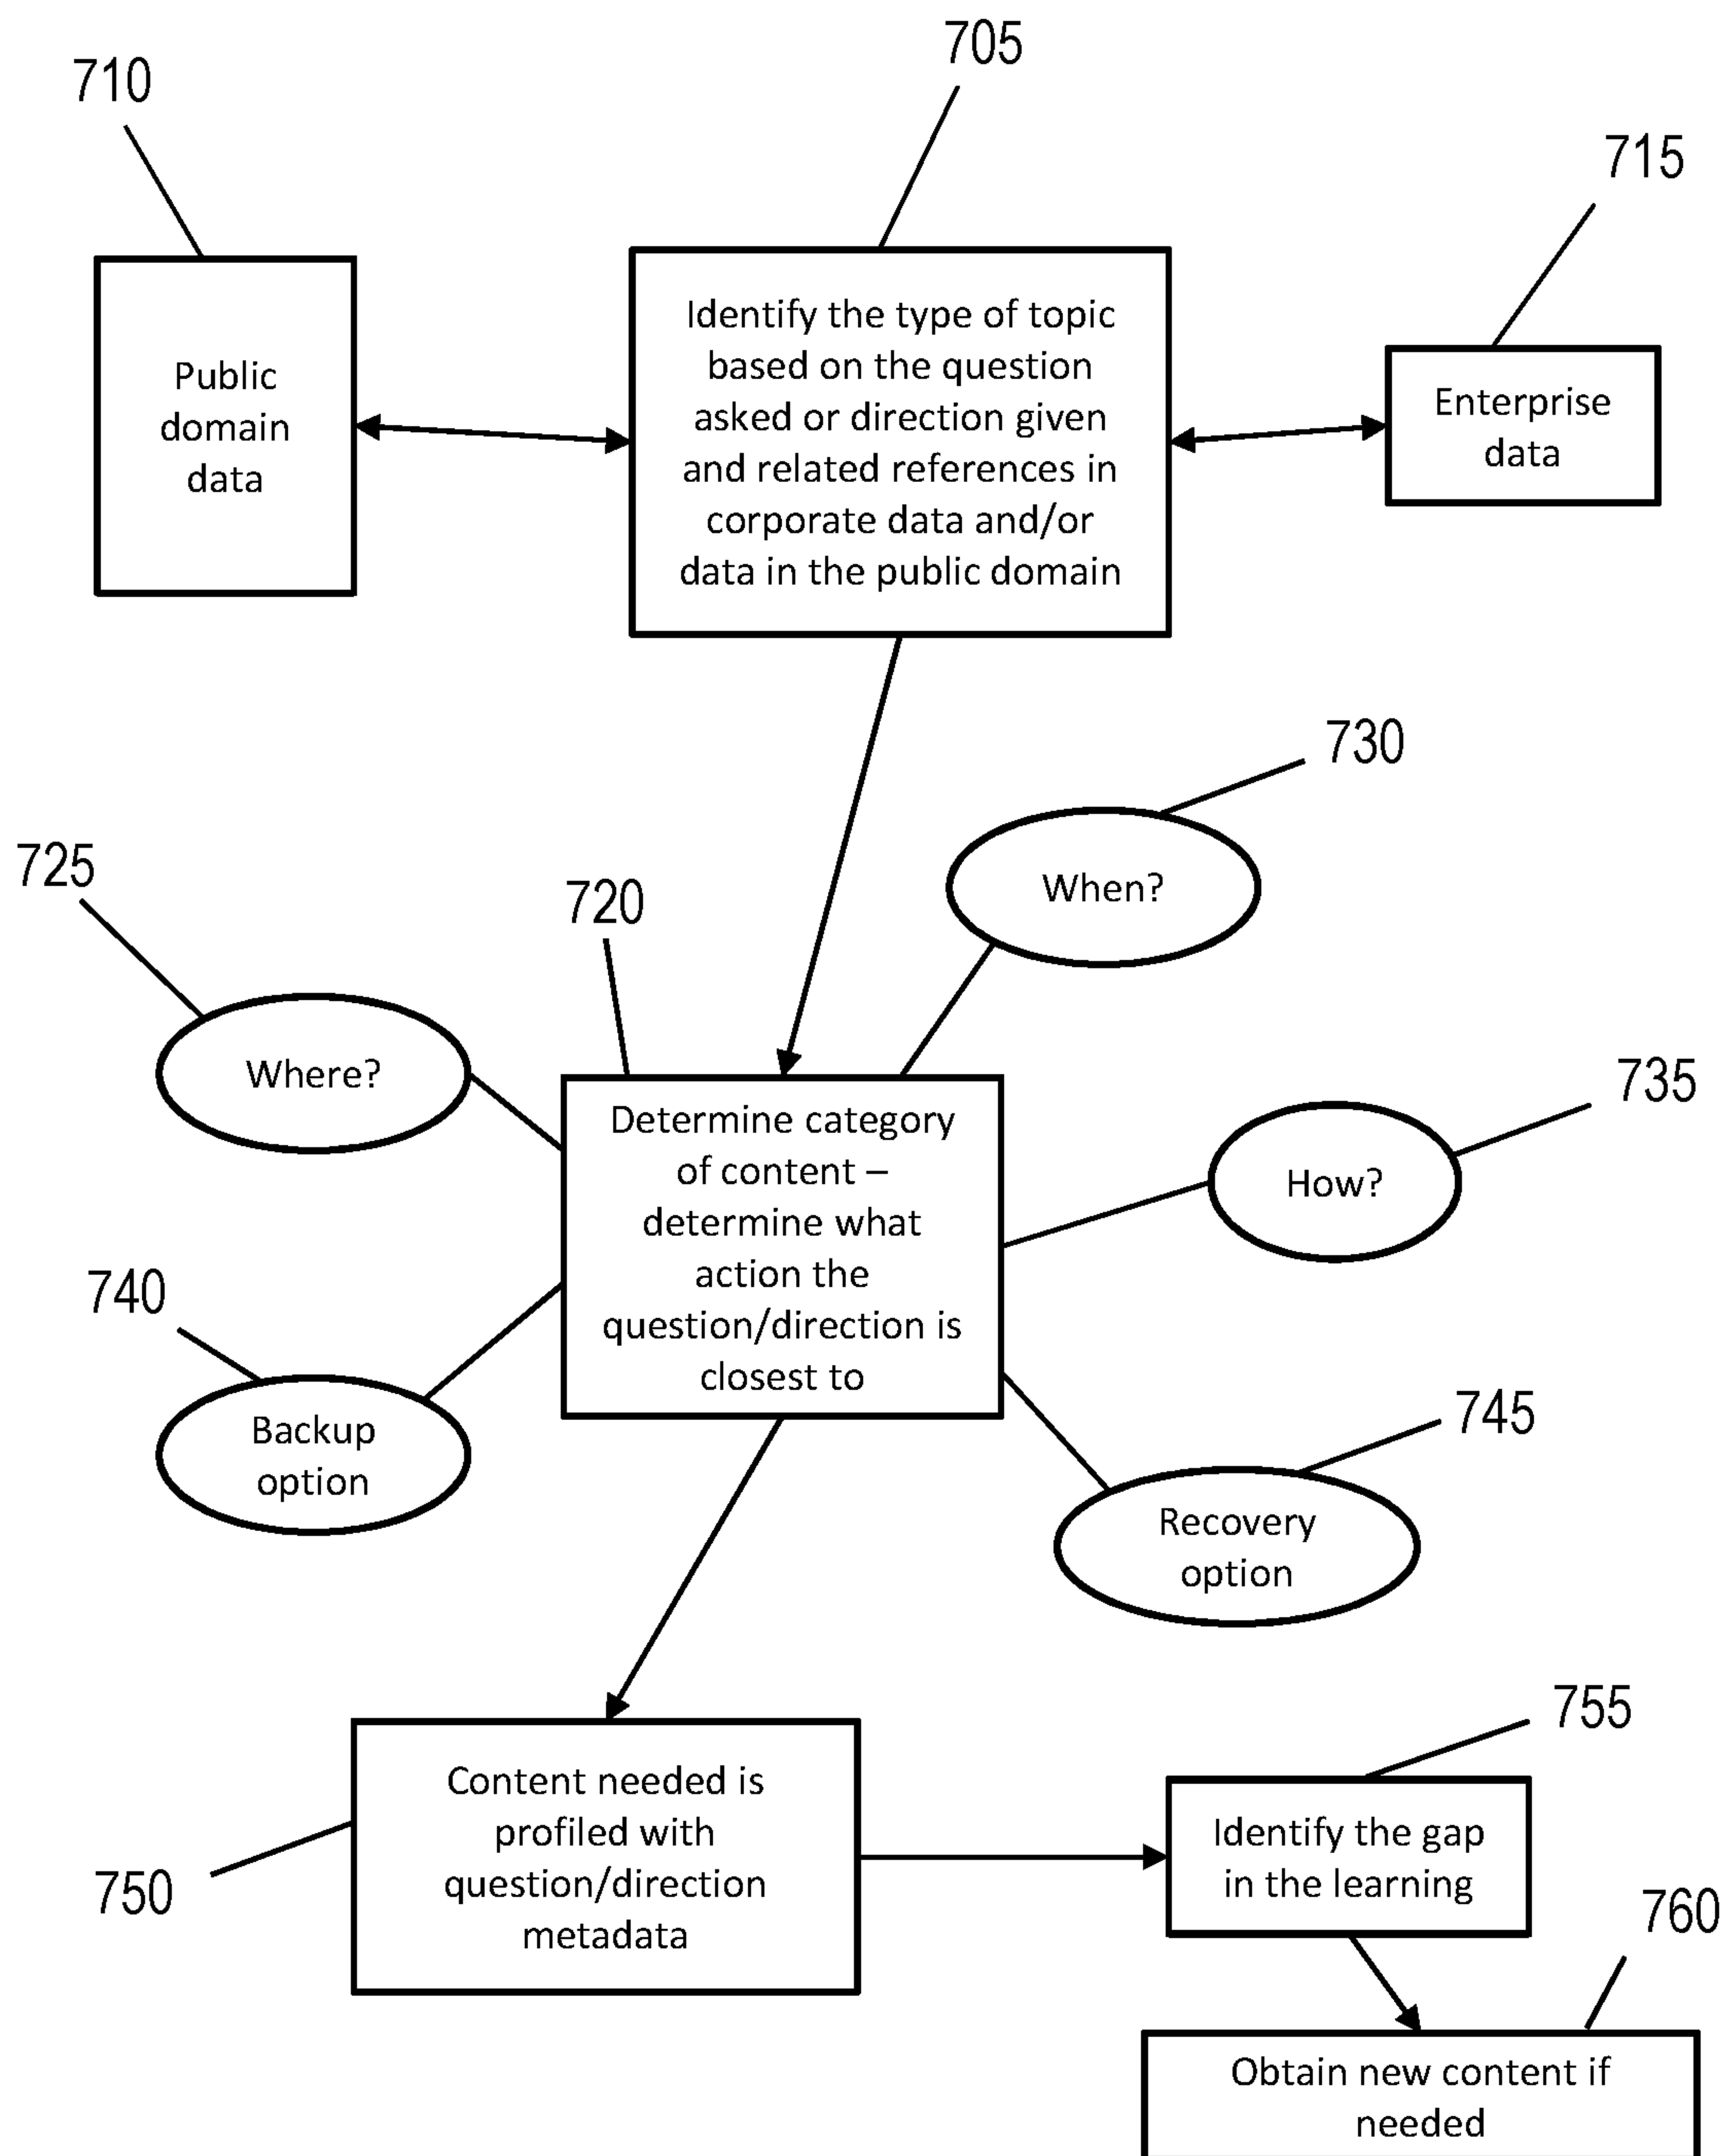 705
710
715
Public
domain
data
Identify the type of topic
based on the question
asked or direction given
and related references in
corporate data and/or
data in the public domain
Enterprise
data
730
When?
725
720
Where?
735
How?
Determine category
of content –
determine what
action the
question/direction is
closest to
740
Backup
option
745
Recovery
option
755
Content needed is
profiled with
question/direction
metadata
750
Identify the gap
in the learning
760
Obtain new content if
needed